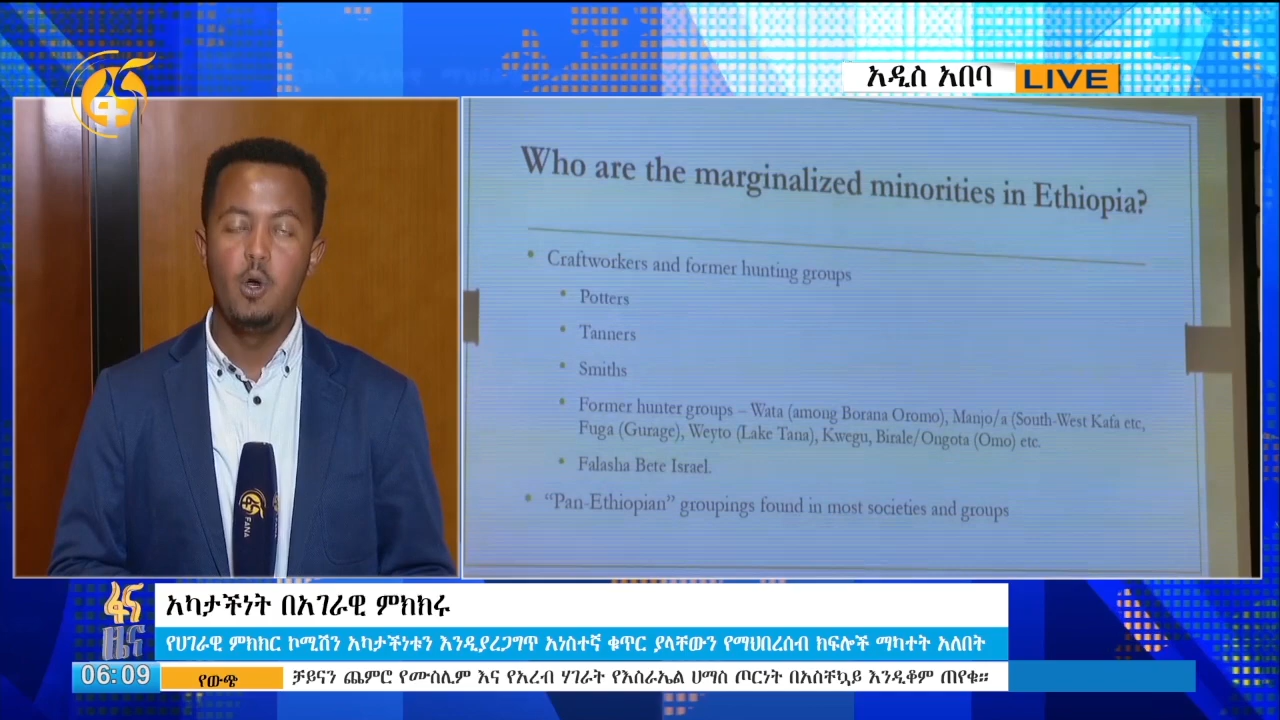 ፋና
አዲስ አበባ LIVE
Who are the marginalized minorities in Ethiopia?
Craftworkers and former hunting groups
Potters
Tanners
Smiths
Former hunter groups – Wata (among Borana Oromo), Manjo/a (South-West Kafa etc,
Fuga (Gurage), Weyto (Lake Tana), Kwegu, Birale/Ongota (Omo) etc.
Falasha Bete Israel.
“Pan-Ethiopian” groupings found in most societies and groups
ፋና
FANA
ፋና
ዜና
አካታችነት በአገራዊ ምክክሩ
የሀገራዊ ምክክር ኮሚሽን አካታችነቱን እንዲያረጋግጥ አነስተኛ ቁጥር ያላቸውን የማህበረሰብ ክፍሎች ማካተት አለበት
06:09 የውጭ ቻይናን ጨምሮ የሙስሊም እና የአረብ ሃገራት የእስራኤል ሀማስ ጦርነት በአስቸኳይ እንዲቆም ጠየቁ።